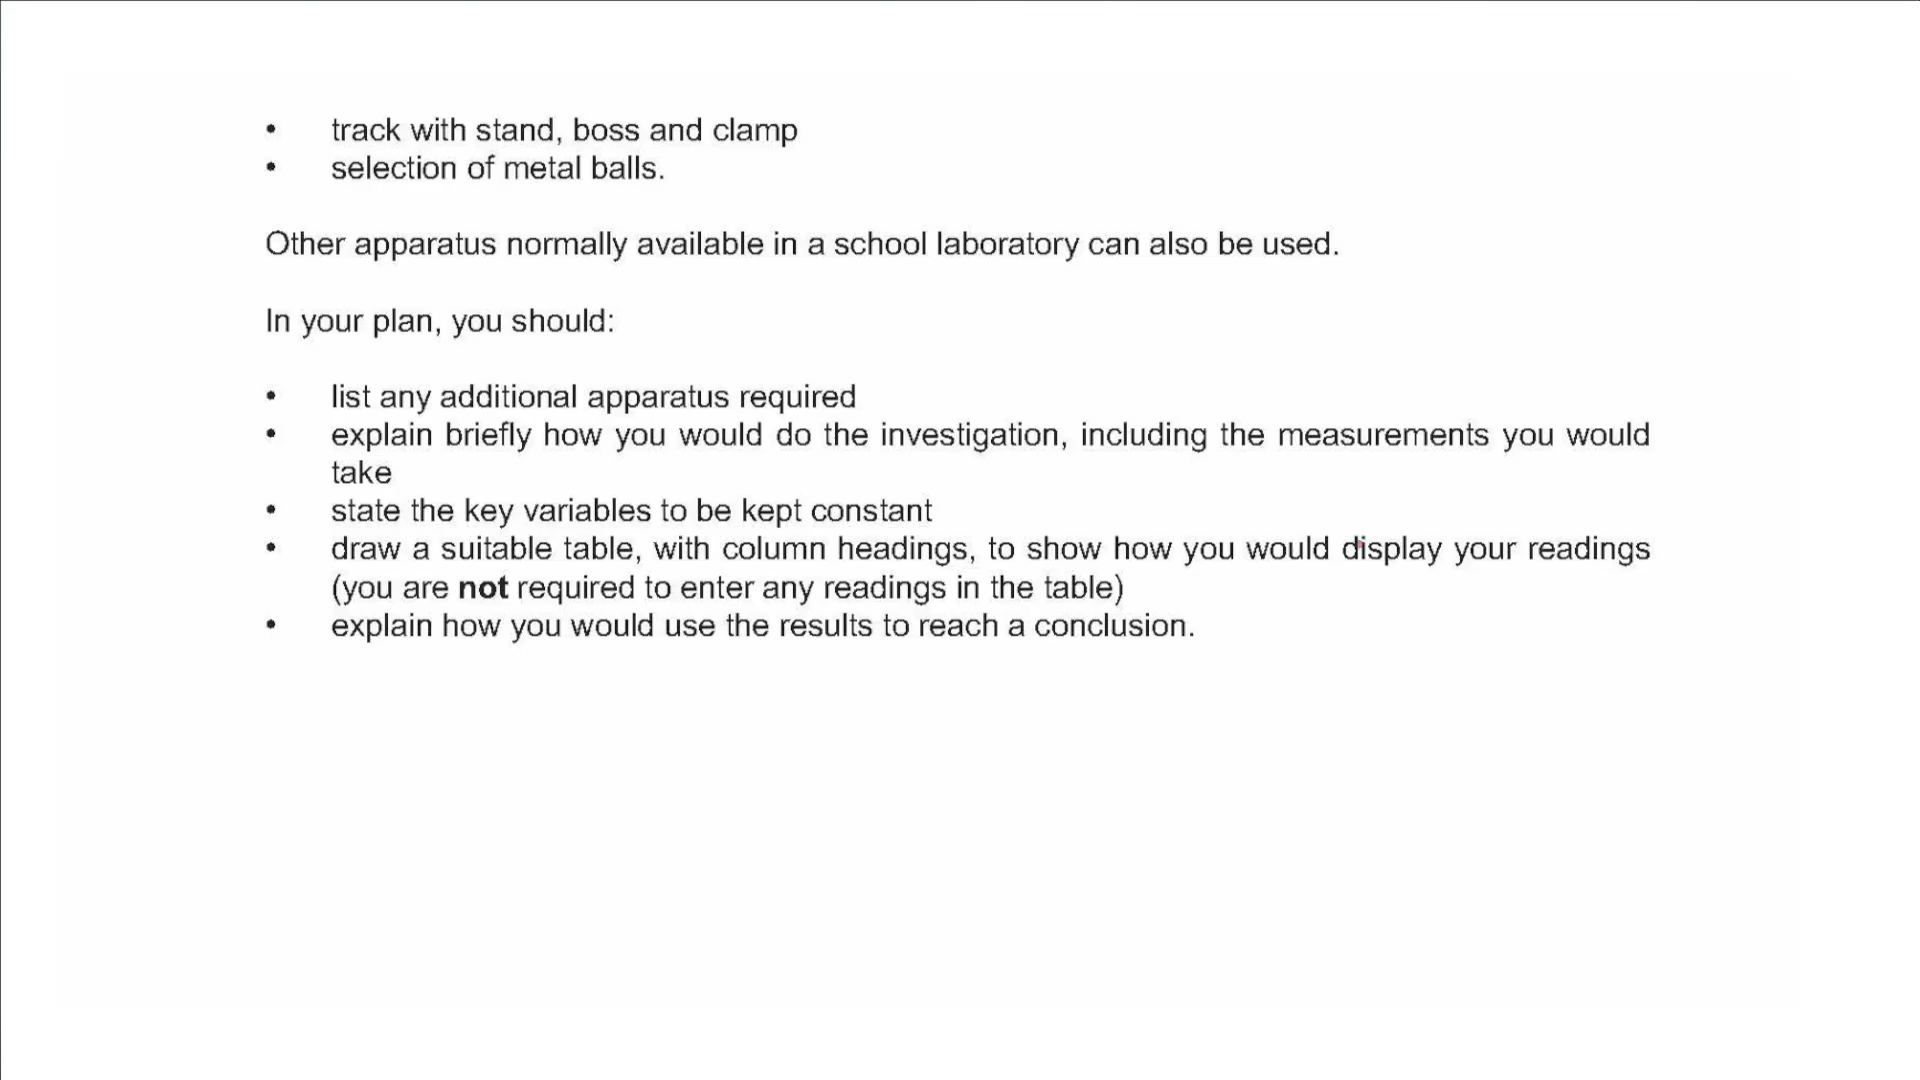 • track with stand, boss and clamp
• selection of metal balls.
Other apparatus normally available in a school laboratory can also be used.
In your plan, you should:
• list any additional apparatus required
• explain briefly how you would do the investigation, including the measurements you would
take
• state the key variables to be kept constant
• draw a suitable table, with column headings, to show how you would display your readings
(you are not required to enter any readings in the table)
• explain how you would use the results to reach a conclusion.